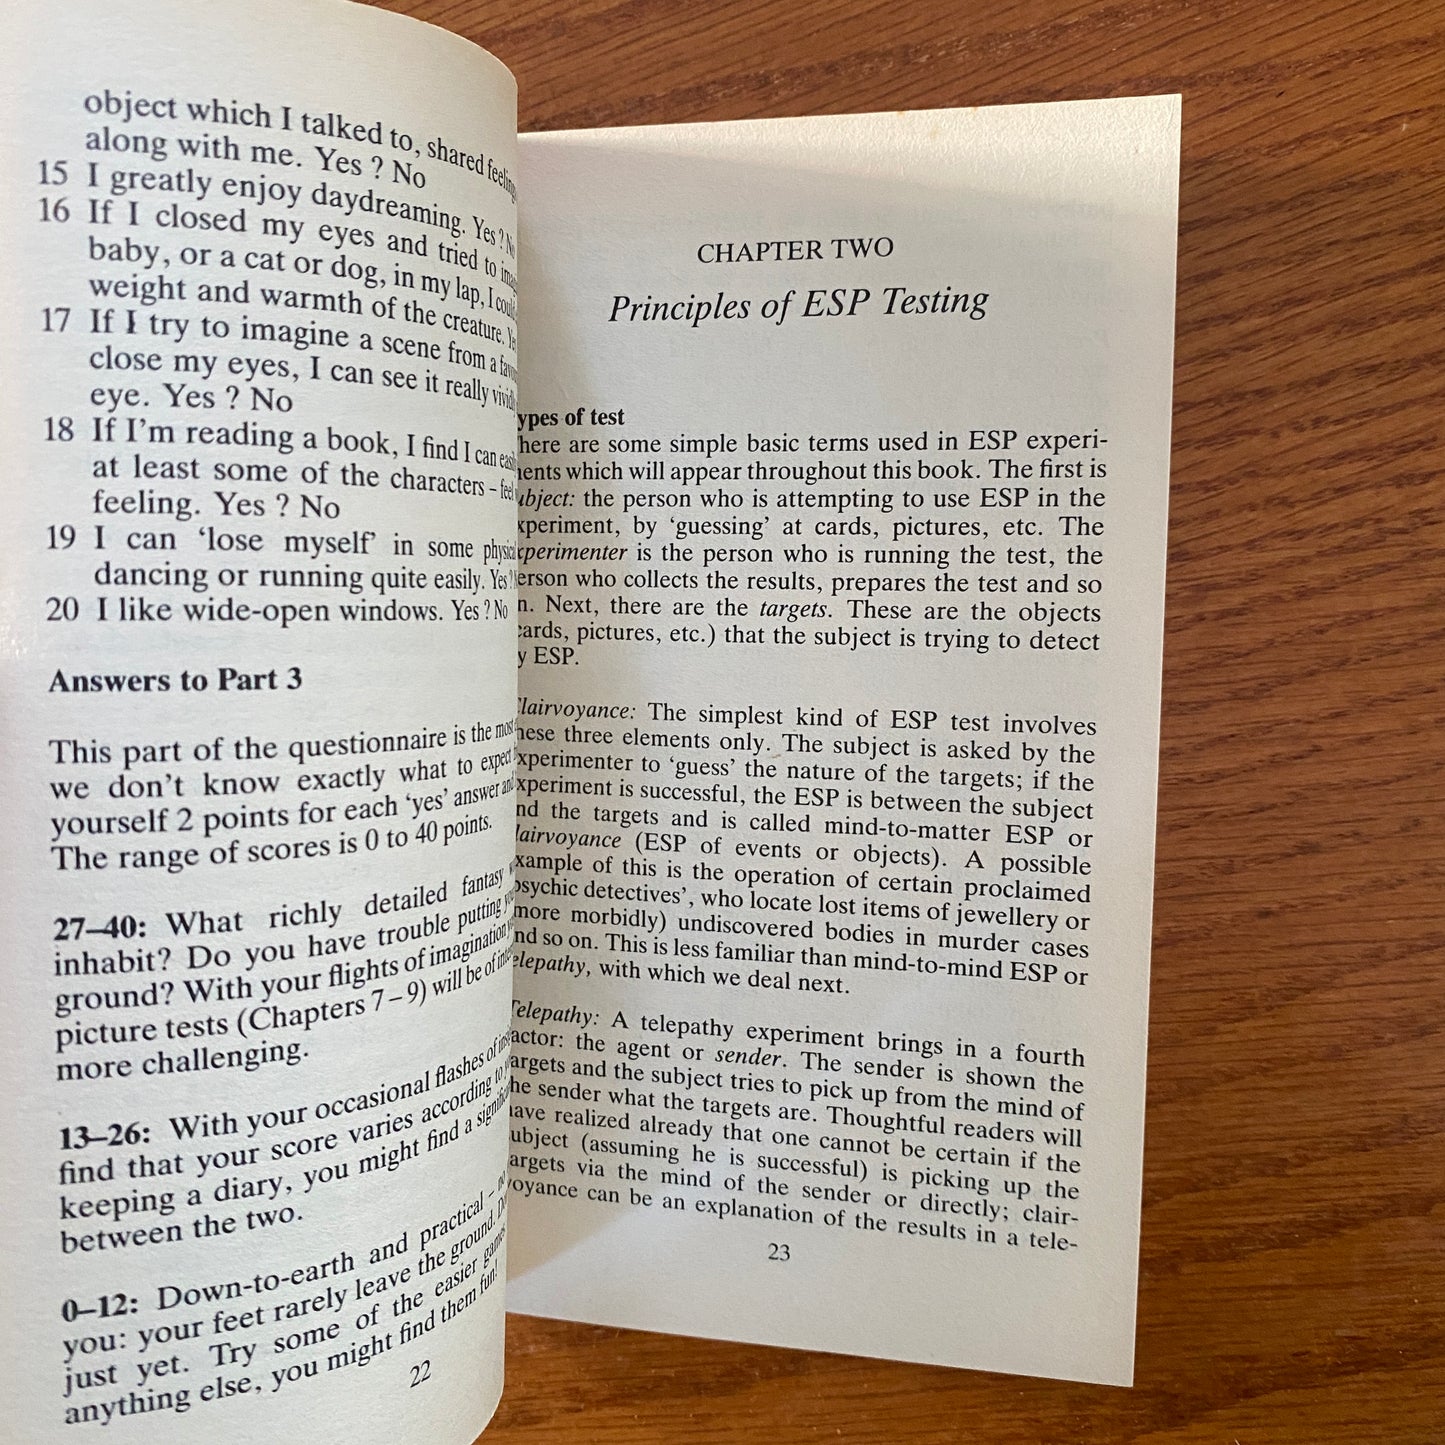 object which I talked to, shared
along with me. Yes ? No
15 I greatly enjoy daydreaming. Yes ? No
16 If I closed my eyes and tried to
baby, or a cat or dog, in my lap, I
weight and warmth of the creature.
17 If I try to imagine a scene from a
close my eyes, I can see it really
eye. Yes ? No
18 If I'm reading a book, I find I can
at least some of the characters – feel
feeling. Yes ? No
19 I can 'lose myself' in some
dancing or running quite easily. Yes ?
20 I like wide-open windows. Yes ? No
Answers to Part 3
This part of the questionnaire is the most
we don't know exactly what to expect
yourself 2 points for each 'yes' answer and
The range of scores is 0 to 40 points.
27–40: What richly detailed fantasy
inhabit? Do you have trouble putting
ground? With your flights of imagination
picture tests (Chapters 7–9) will be of
more challenging.
13–26: With your occasional flashes of
find that your score varies according to
keeping a diary, you might find a
between the two.
0–12: Down-to-earth and practical –
you: your feet rarely leave the ground.
just yet. Try some of the easier games
anything else, you might find them fun!
22
CHAPTER TWO
Principles of ESP Testing
ypes of test
here are some simple basic terms used in ESP experi-
ents which will appear throughout this book. The first is
ubject: the person who is attempting to use ESP in the
xperiment, by 'guessing' at cards, pictures, etc. The
xperimenter is the person who is running the test, the
erson who collects the results, prepares the test and so
n. Next, there are the targets. These are the objects
cards, pictures, etc.) that the subject is trying to detect
y ESP.
lairvoyance: The simplest kind of ESP test involves
hese three elements only. The subject is asked by the
xperimenter to 'guess' the nature of the targets; if the
xperiment is successful, the ESP is between the subject
nd the targets and is called mind-to-matter ESP or
lairvoyance (ESP of events or objects). A possible
xample of this is the operation of certain proclaimed
psychic detectives', who locate lost items of jewellery or
more morbidly) undiscovered bodies in murder cases
nd so on. This is less familiar than mind-to-mind ESP or
elepathy, with which we deal next.
Telepathy: A telepathy experiment brings in a fourth
actor: the agent or sender. The sender is shown the
argets and the subject tries to pick up from the mind of
he sender what the targets are. Thoughtful readers will
have realized already that one cannot be certain if the
ubject (assuming he is successful) is picking up the
argets via the mind of the sender or directly; clair-
voyance can be an explanation of the results in a tele-
23